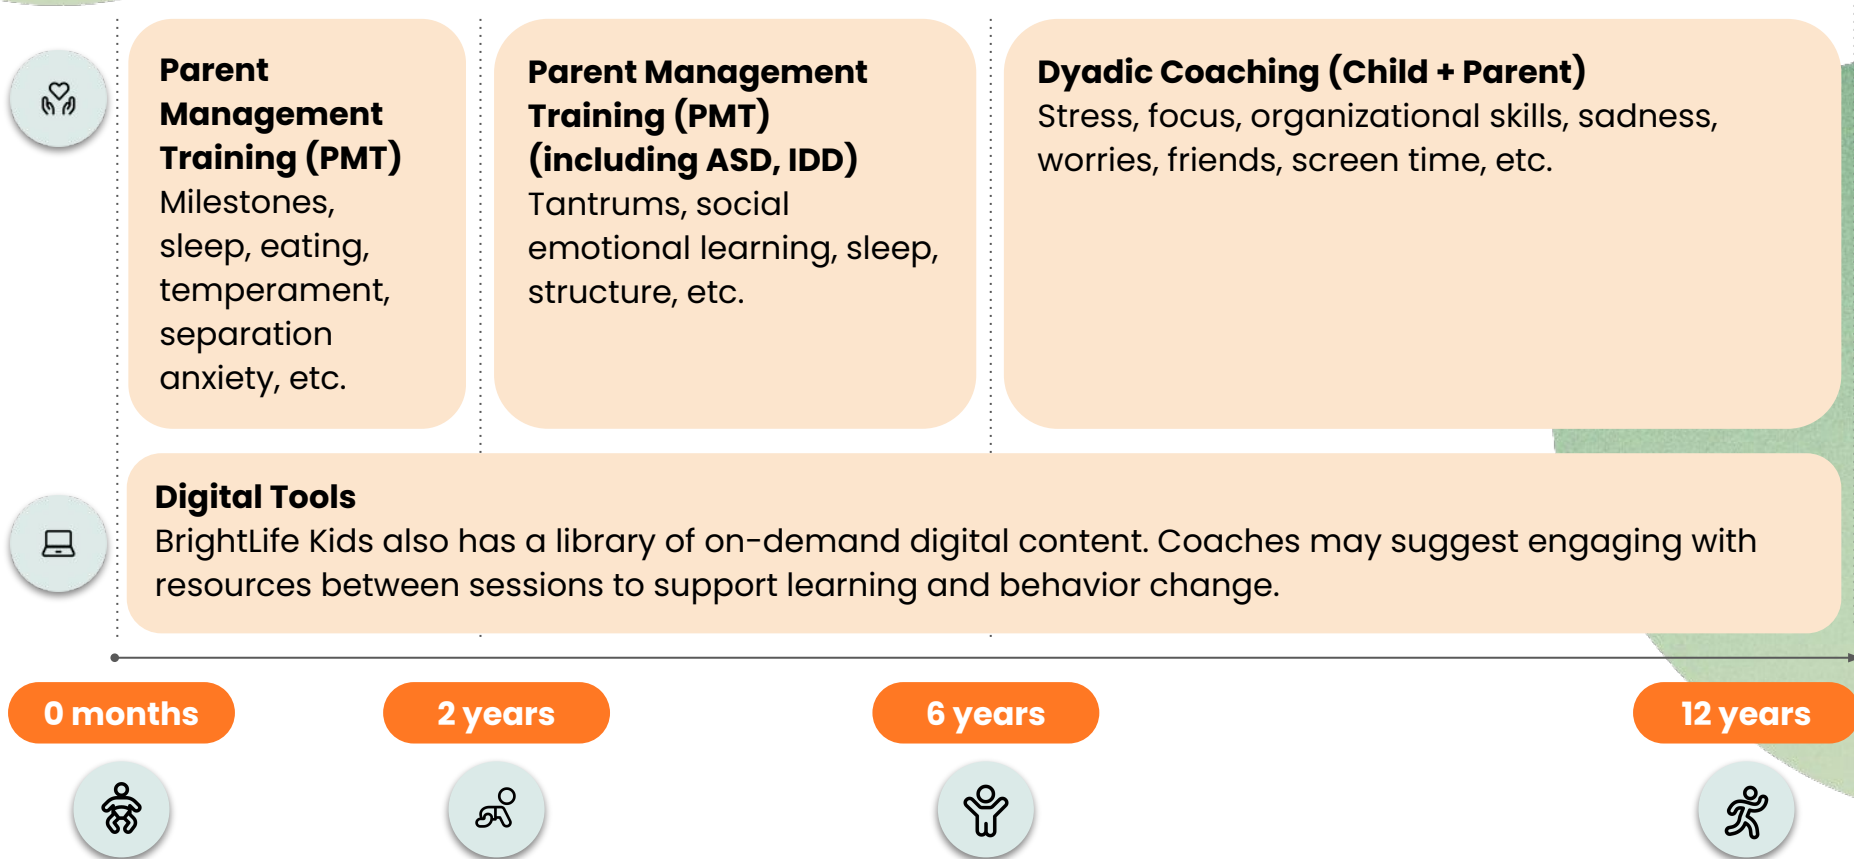 Parent
Management
Training (PMT)
Milestones,
sleep, eating,
temperament,
separation
anxiety, etc.
Parent Management
Training (PMT)
(including ASD, IDD)
Tantrums, social
emotional learning, sleep,
structure, etc.
Dyadic Coaching (Child + Parent)
Stress, focus, organizational skills, sadness,
worries, friends, screen time, etc.
Digital Tools
BrightLife Kids also has a library of on-demand digital content. Coaches may suggest engaging with
resources between sessions to support learning and behavior change.
0 months
2 years
6 years
12 years